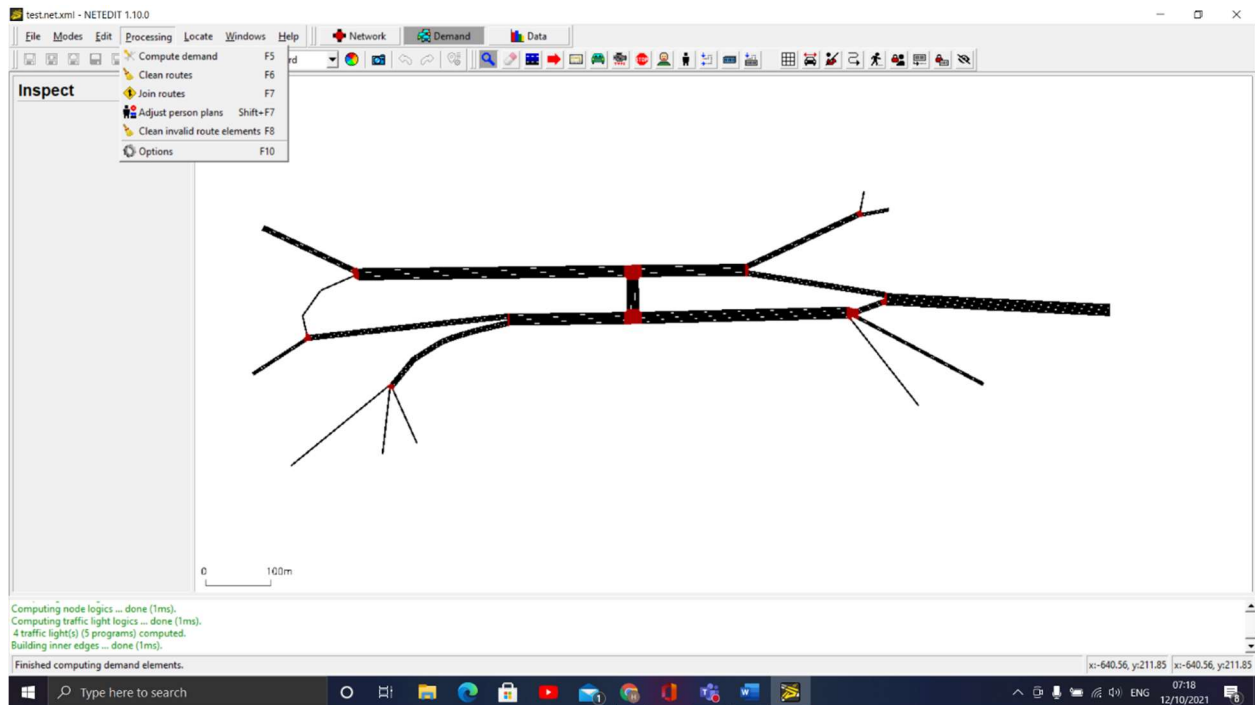 test.net.xml - NETEDIT 1.10.0
File Modes Edit Processing Locate Windows Help Network Demand Data
Compute demand F5
Clean routes F6
Join routes F7
Adjust person plans Shift+F7
Clean invalid route elements F8
Options F10
rd
Inspect
0 100m
Computing node logics ... done (1ms).
Computing traffic light logics ... done (1ms).
4 traffic light(s) (5 programs) computed.
Building inner edges ... done (1ms).
Finished computing demand elements.
x:-640.56, y:211.85 x:-640.56, y:211.85
Type here to search
ENG
07:18
12/10/2021